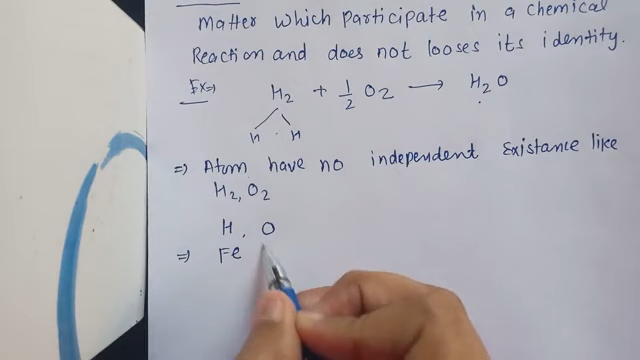 Matter which participate in a chemical
Reaction and does not looses its identity.
Ex⇒ H₂ + 1/2 O₂ → H₂O
H . H
⇒ Atom have no independent Existance like
H₂, O₂
H, O
⇒ Fe